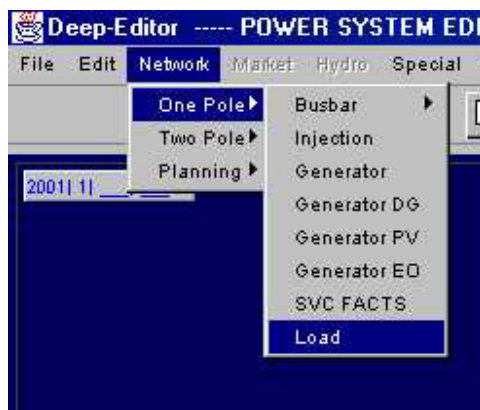 Deep-Editor ----- POWER SYSTEM EDI
File Edit Network Market Hydro Special
One Pole
Two Pole
Planning
Busbar
Injection
Generator
Generator DG
Generator PV
Generator EO
SVC FACTS
Load
2001| 1|